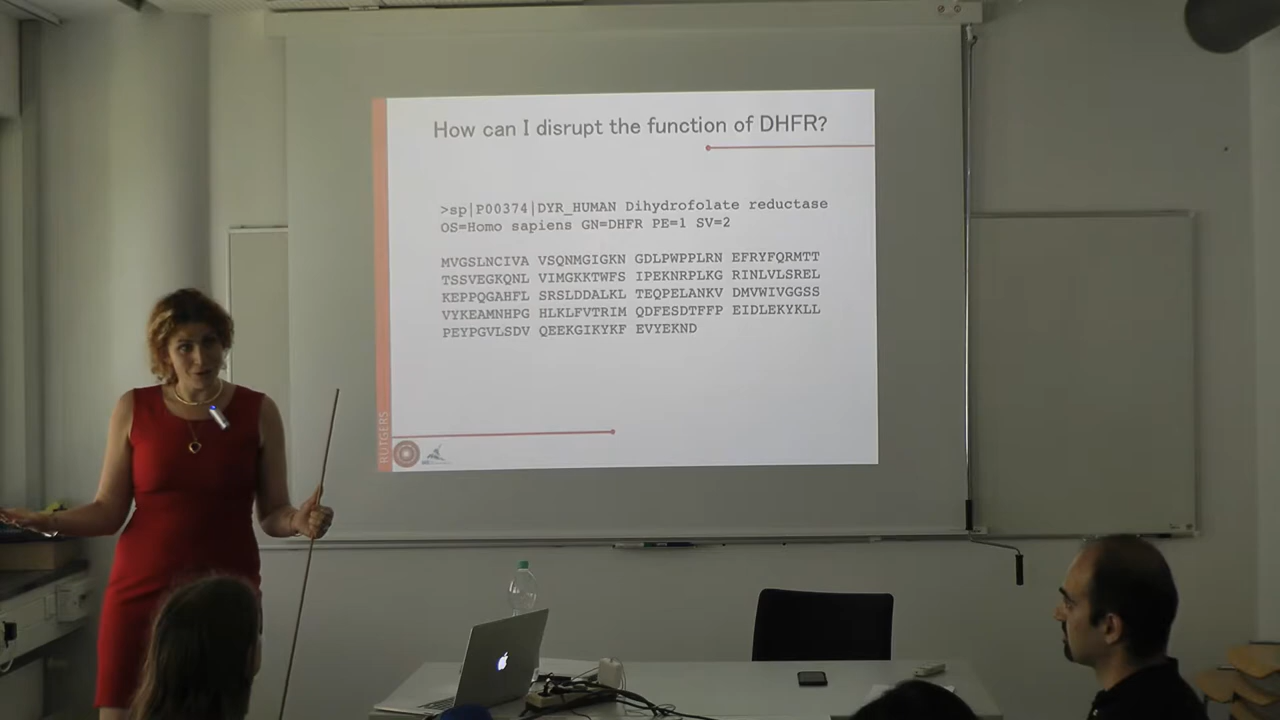 How can I disrupt the function of DHFR?
>sp|P00374|DYR_HUMAN Dihydrofolate reductase
OS=Homo sapiens GN=DHFR PE=1 SV=2
MVGSLNCIVA VSQNMGIGKN GDLPWPPLRN EFRYFQRMTT
TSSVEGKQNL VIMGKKTWFS IPEKNRPLKG RINLVLSREL
KEPPQGAHFL SRSLDDALKL TEQPELANKV DMVWIVGGSS
VYKEAMNHPG HLKLFVTRIM QDFESDTFFP EIDLEKYKLL
PEYPGVLSDV QEEKGIKYKF EVYEKND
RUTGERS